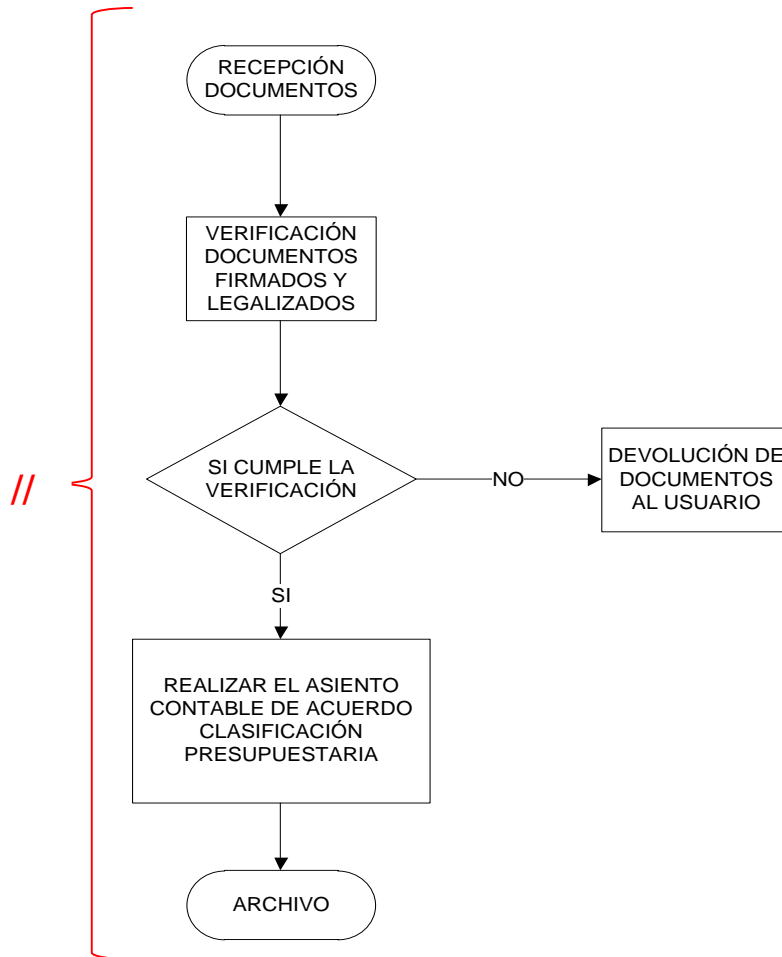 RECEPCIÓN
DOCUMENTOS
VERIFICACIÓN
DOCUMENTOS
FIRMADOS Y
LEGALIZADOS
SI CUMPLE LA
VERIFICACIÓN
NO
DEVOLUCIÓN DE
DOCUMENTOS
AL USUARIO
//
SI
REALIZAR EL ASIENTO
CONTABLE DE ACUERDO
CLASIFICACIÓN
PRESUPUESTARIA
ARCHIVO